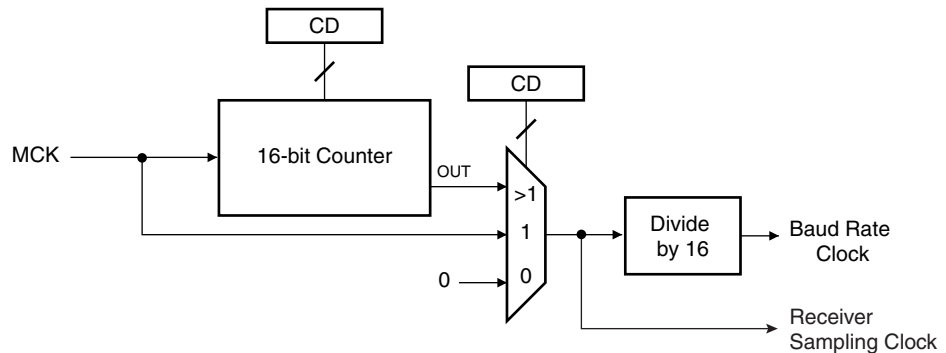 CD
CD
MCK
16-bit Counter
OUT
>1
1
0
0
Divide
by 16
Baud Rate
Clock
Receiver
Sampling Clock